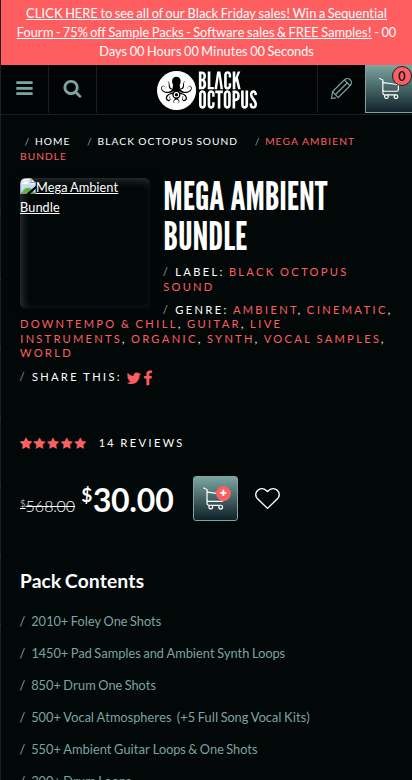 CLICK HERE to see all of our Black Friday sales! Win a Sequential
Fourm - 75% off Sample Packs - Software sales & FREE Samples! - 00
Days 00 Hours 00 Minutes 00 Seconds
BLACK
OCTOPUS
0
/ HOME / BLACK OCTOPUS SOUND / MEGA AMBIENT
BUNDLE
Mega Ambient
Bundle
MEGA AMBIENT
BUNDLE
/ LABEL: BLACK OCTOPUS
SOUND
/ GENRE: AMBIENT, CINEMATIC,
DOWNTEMPO & CHILL, GUITAR, LIVE
INSTRUMENTS, ORGANIC, SYNTH, VOCAL SAMPLES,
WORLD
/ SHARE THIS:
14 REVIEWS
$568.00 $30.00
Pack Contents
/ 2010+ Foley One Shots
/ 1450+ Pad Samples and Ambient Synth Loops
/ 850+ Drum One Shots
/ 500+ Vocal Atmospheres (+5 Full Song Vocal Kits)
/ 550+ Ambient Guitar Loops & One Shots
/ 200+ Drum Loops